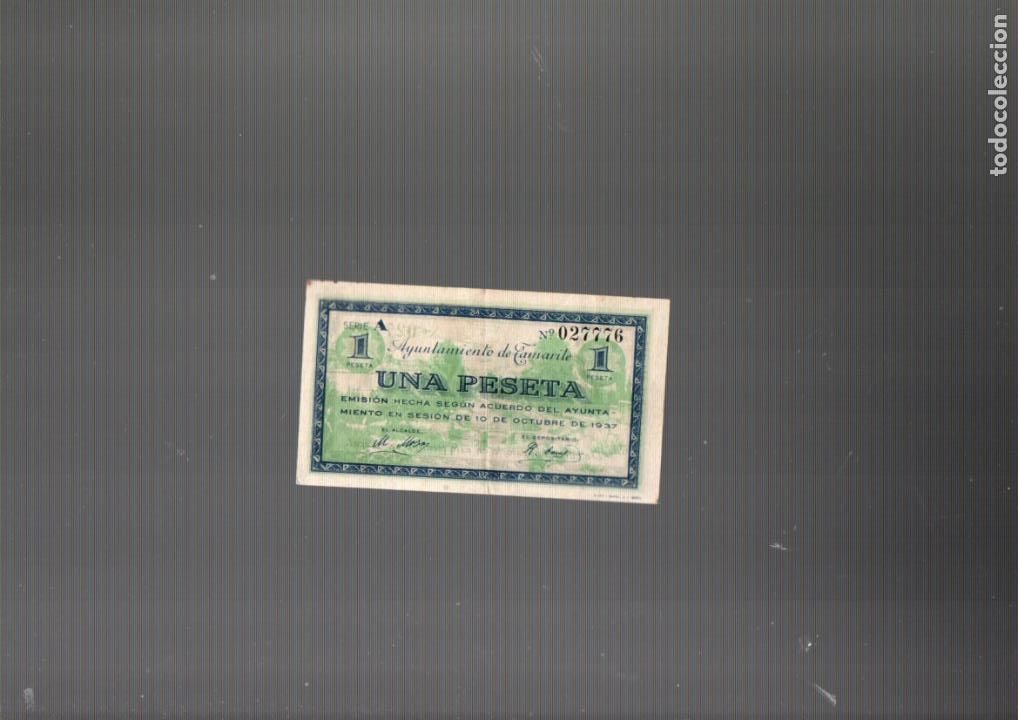 todocoleccion
SERIE A
Nº 027776
1 PESETA
Ayuntamiento de Tamarite
1 PESETA
UNA PESETA
EMISIÓN HECHA SEGÚN ACUERDO DEL AYUNTA-
MIENTO EN SESIÓN DE 10 DE OCTUBRE DE 1937
EL ALCALDE,
EL DEPOSITARIO,